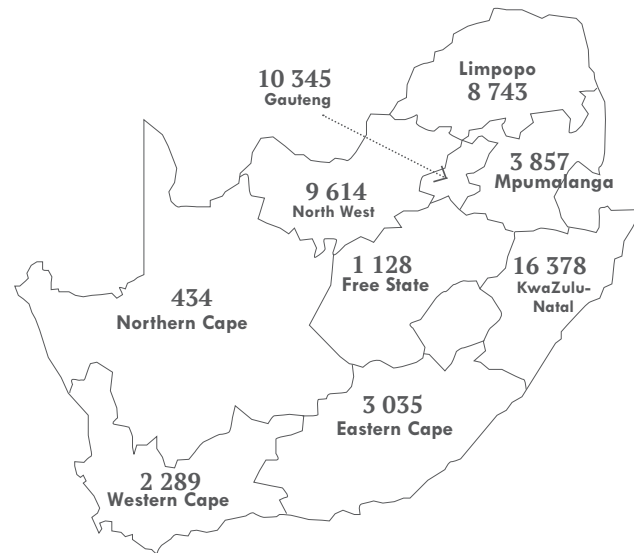 Limpopo
8 743
10 345
Gauteng
3 857
Mpumalanga
9 614
North West
1 128
Free State
16 378
KwaZulu-
Natal
434
Northern Cape
3 035
Eastern Cape
2 289
Western Cape